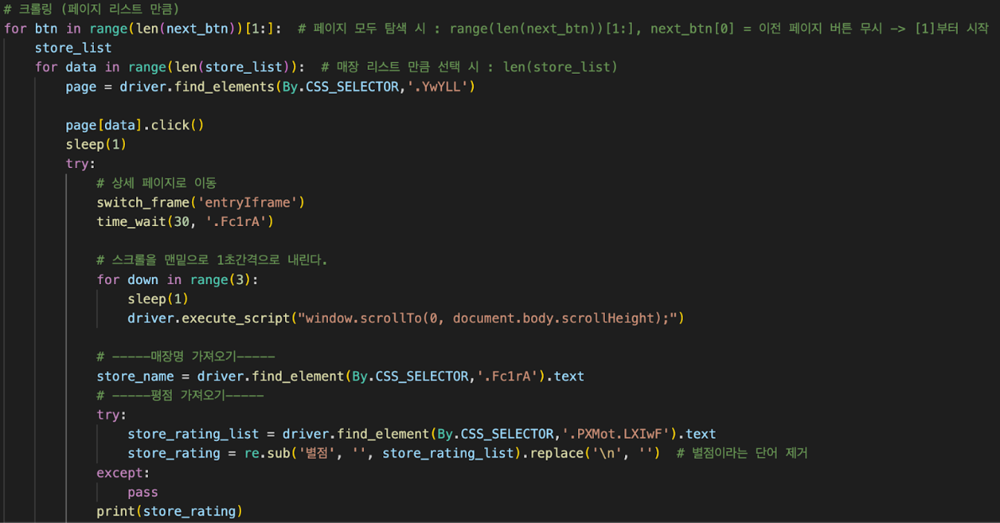 # 크롤링 (페이지 리스트 만큼)
for btn in range(len(next_btn))[1:]:  # 페이지 모두 탐색 시 : range(len(next_btn))[1:], next_btn[0] = 이전 페이지 버튼 무시 -> [1]부터 시작
    store_list
    for data in range(len(store_list)):  # 매장 리스트 만큼 선택 시 : len(store_list)
        page = driver.find_elements(By.CSS_SELECTOR,'.YwYLL')

        page[data].click()
        sleep(1)
        try:
            # 상세 페이지로 이동
            switch_frame('entryIframe')
            time_wait(30, '.Fc1rA')

            # 스크롤을 맨밑으로 1초간격으로 내린다.
            for down in range(3):
                sleep(1)
                driver.execute_script("window.scrollTo(0, document.body.scrollHeight);")

            # -----매장명 가져오기-----
            store_name = driver.find_element(By.CSS_SELECTOR,'.Fc1rA').text
            # -----평점 가져오기-----
            try:
                store_rating_list = driver.find_element(By.CSS_SELECTOR,'.PXMot.LXIwF').text
                store_rating = re.sub('별점', '', store_rating_list).replace('\n', '')  # 별점이라는 단어 제거
            except:
                pass
            print(store_rating)